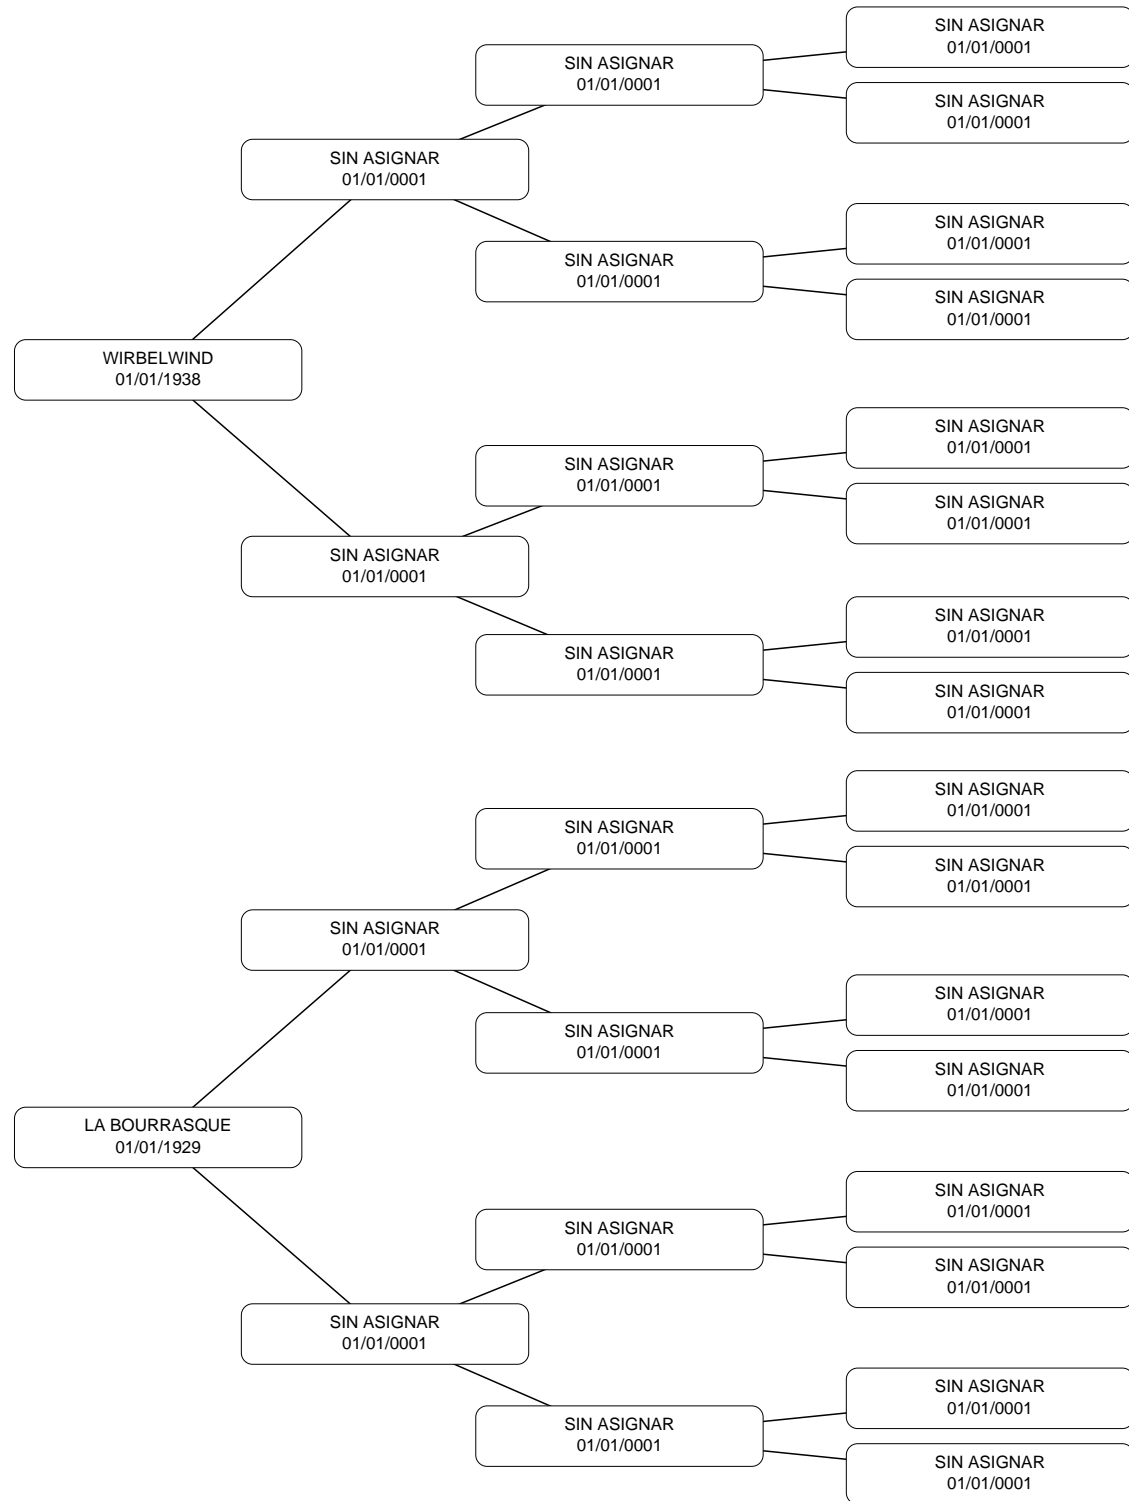 SIN ASIGNAR
01/01/0001
SIN ASIGNAR
01/01/0001
SIN ASIGNAR
01/01/0001
SIN ASIGNAR
01/01/0001
SIN ASIGNAR
01/01/0001
SIN ASIGNAR
01/01/0001
SIN ASIGNAR
01/01/0001
SIN ASIGNAR
01/01/0001
WIRBELWIND
01/01/1938
SIN ASIGNAR
01/01/0001
SIN ASIGNAR
01/01/0001
SIN ASIGNAR
01/01/0001
SIN ASIGNAR
01/01/0001
SIN ASIGNAR
01/01/0001
SIN ASIGNAR
01/01/0001
SIN ASIGNAR
01/01/0001
SIN ASIGNAR
01/01/0001
SIN ASIGNAR
01/01/0001
SIN ASIGNAR
01/01/0001
SIN ASIGNAR
01/01/0001
SIN ASIGNAR
01/01/0001
SIN ASIGNAR
01/01/0001
SIN ASIGNAR
01/01/0001
SIN ASIGNAR
01/01/0001
LA BOURRASQUE
01/01/1929
SIN ASIGNAR
01/01/0001
SIN ASIGNAR
01/01/0001
SIN ASIGNAR
01/01/0001
SIN ASIGNAR
01/01/0001
SIN ASIGNAR
01/01/0001
SIN ASIGNAR
01/01/0001